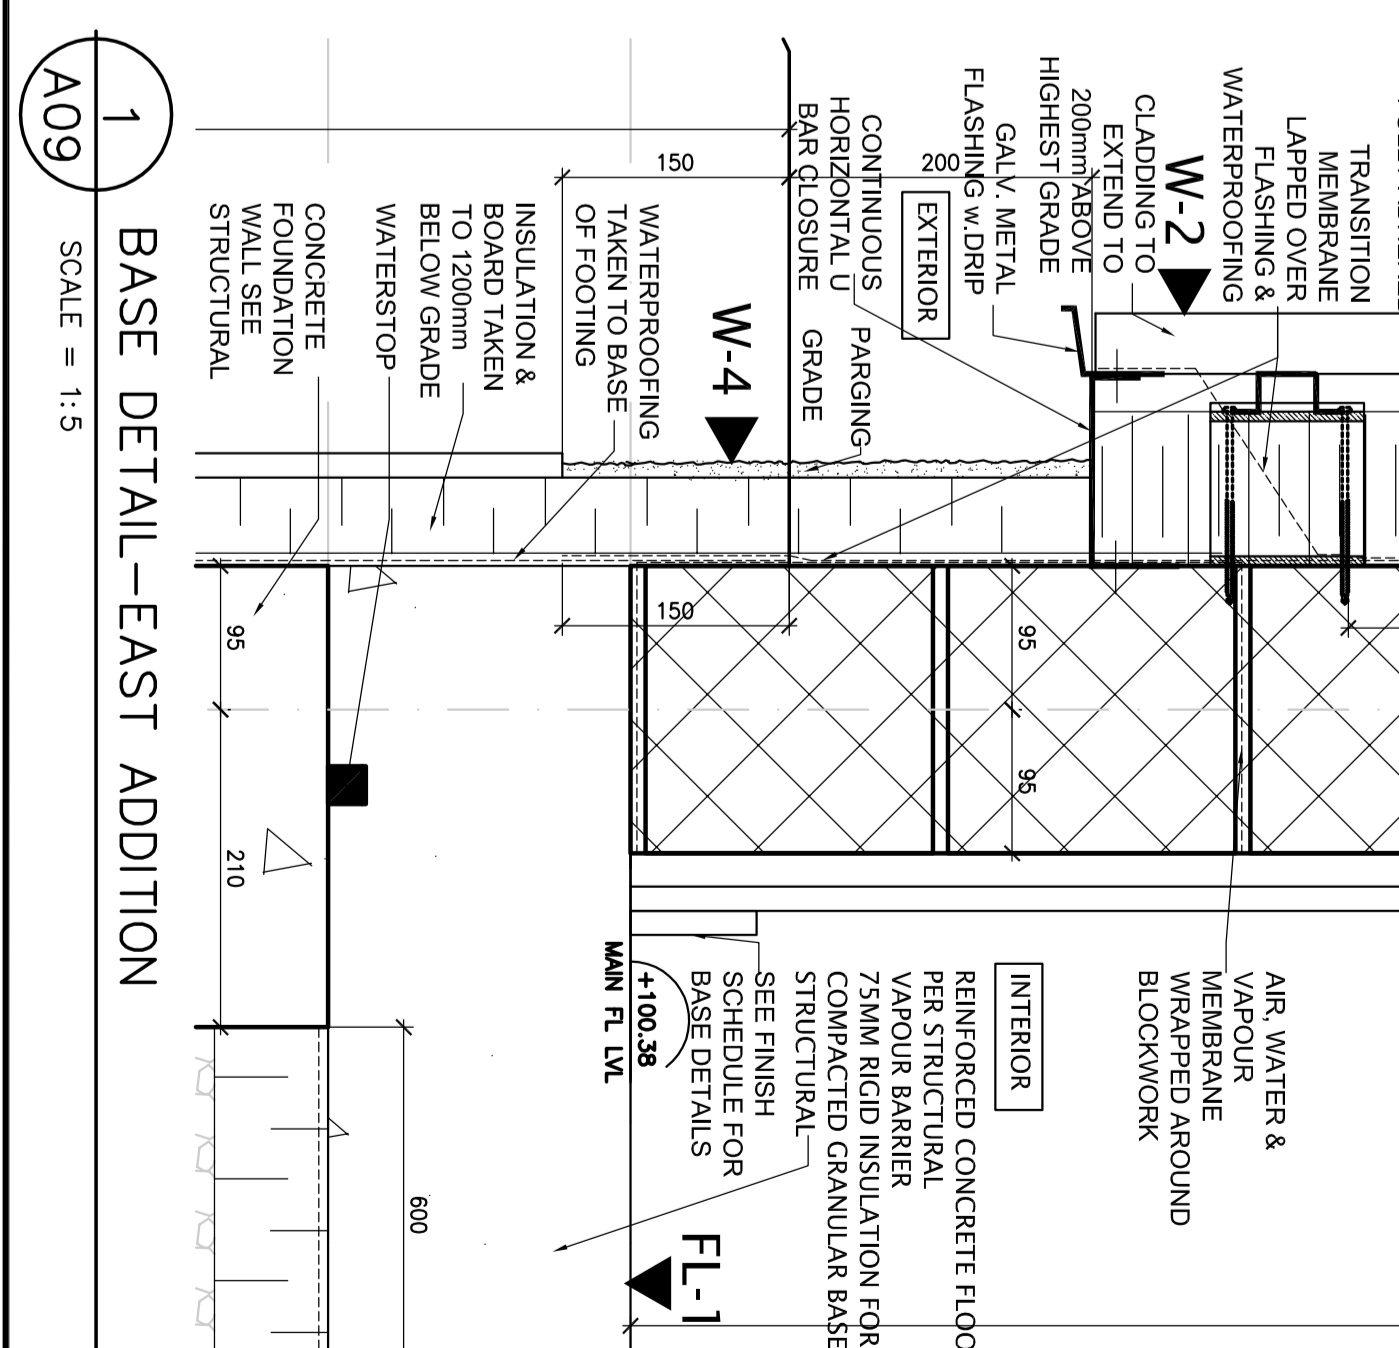 TRANSITION
MEMBRANE
LAPPED OVER
FLASHING &
WATERPROOFING
W-2
CLADDING TO
EXTEND TO
200mm ABOVE
HIGHEST GRADE
GALV. METAL
FLASHING w.DRIP
EXTERIOR
CONTINUOUS
HORIZONTAL U
BAR CLOSURE
PARGING
GRADE
W-4
WATERPROOFING
TAKEN TO BASE
OF FOOTING
INSULATION &
BOARD TAKEN
TO 1200mm
BELOW GRADE
WATERSTOP
CONCRETE
FOUNDATION
WALL SEE
STRUCTURAL
200
150
150
95
95
95
210
600
AIR, WATER &
VAPOUR
MEMBRANE
WRAPPED AROUND
BLOCKWORK
INTERIOR
REINFORCED CONCRETE
PER STRUCTURAL
VAPOUR BARRIER
75MM RIGID INSULATION FOR
COMPACTED GRANULAR BASE
STRUCTURAL
SEE FINISH
SCHEDULE FOR
BASE DETAILS
+100.38
MAIN FL LVL
FL-1
1
A09
BASE DETAIL-EAST ADDITION
SCALE = 1:5